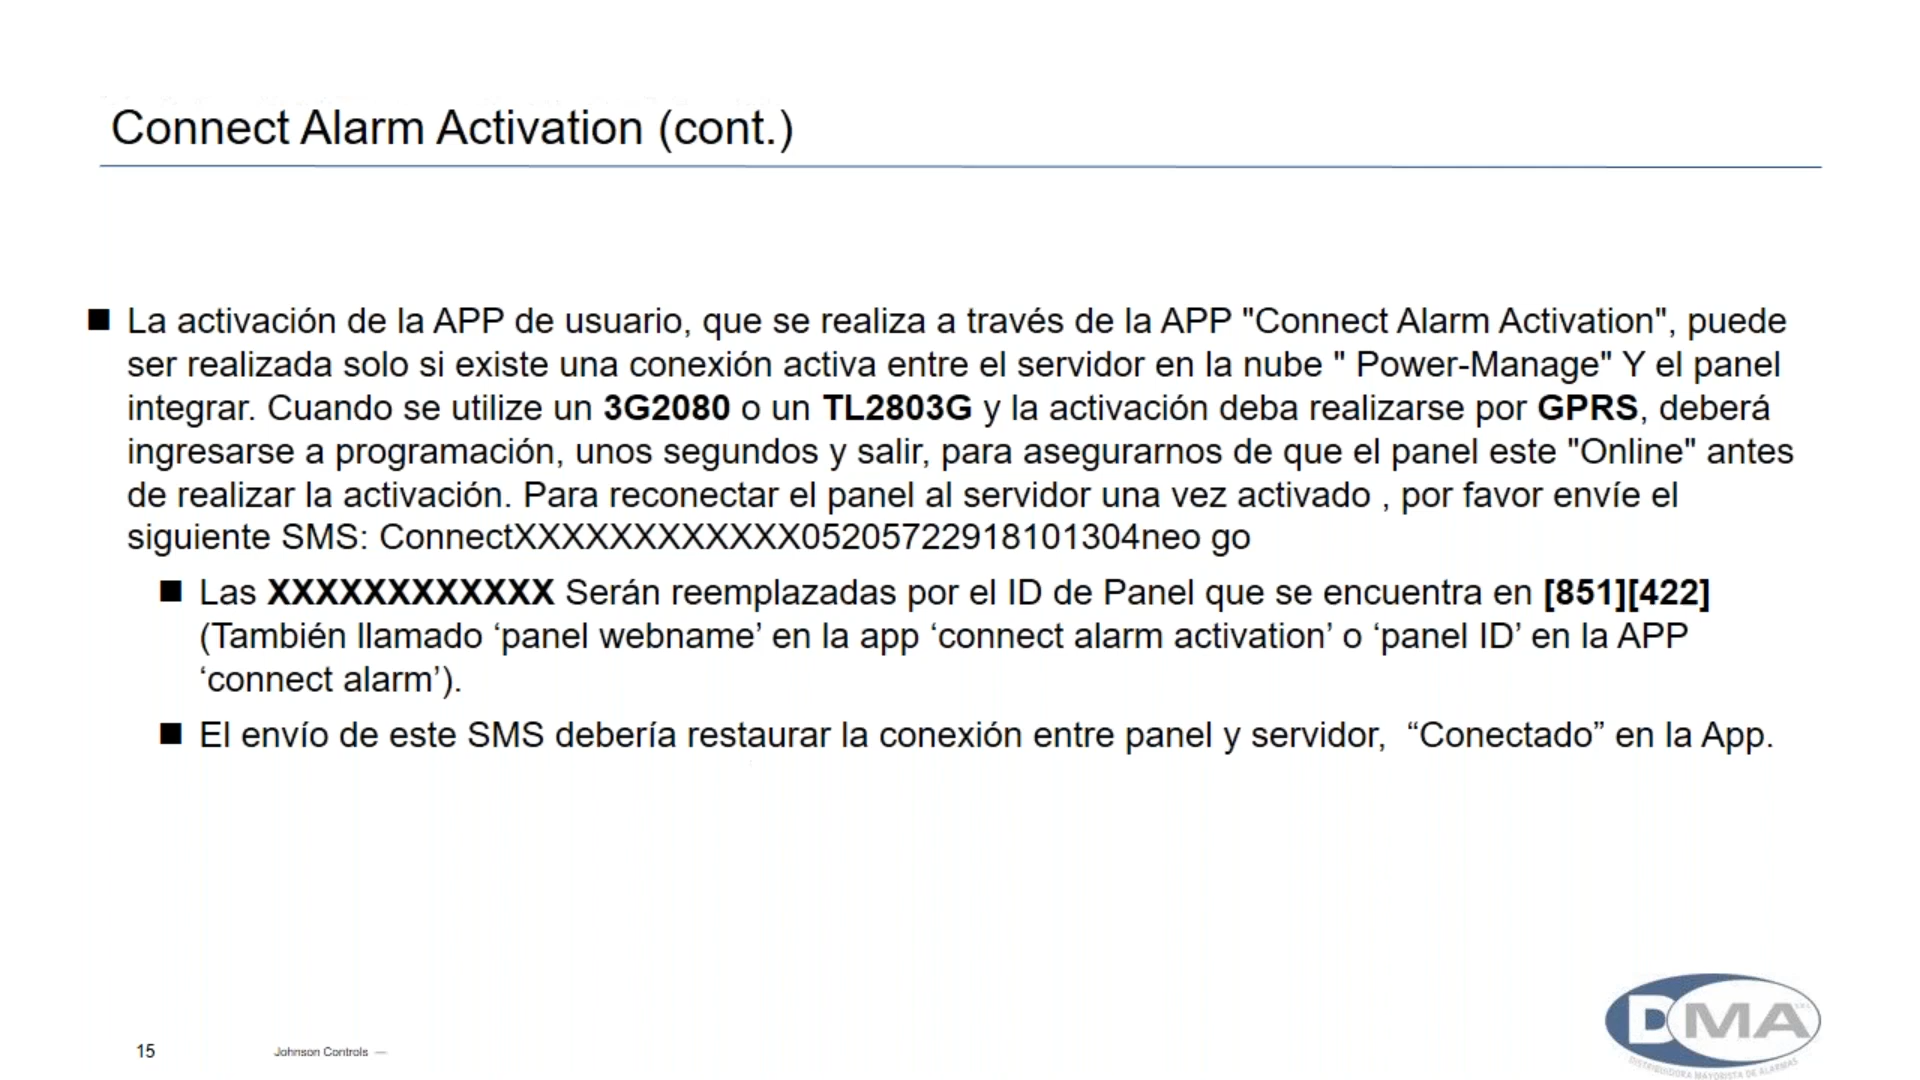 Connect Alarm Activation (cont.)
■ La activación de la APP de usuario, que se realiza a través de la APP "Connect Alarm Activation", puede
ser realizada solo si existe una conexión activa entre el servidor en la nube " Power-Manage" Y el panel
integrar. Cuando se utilize un 3G2080 o un TL2803G y la activación deba realizarse por GPRS, deberá
ingresarse a programación, unos segundos y salir, para asegurarnos de que el panel este "Online" antes
de realizar la activación. Para reconectar el panel al servidor una vez activado , por favor envíe el
siguiente SMS: ConnectXXXXXXXXXXXX05205722918101304neo go
■ Las XXXXXXXXXXXX Serán reemplazadas por el ID de Panel que se encuentra en [851][422]
(También llamado ‘panel webname’ en la app ‘connect alarm activation’ o ‘panel ID’ en la APP
‘connect alarm’).
■ El envío de este SMS debería restaurar la conexión entre panel y servidor, “Conectado” en la App.
DMA
DISTRIBUIDORA MAYORISTA DE ALARMAS
15
Johnson Controls —